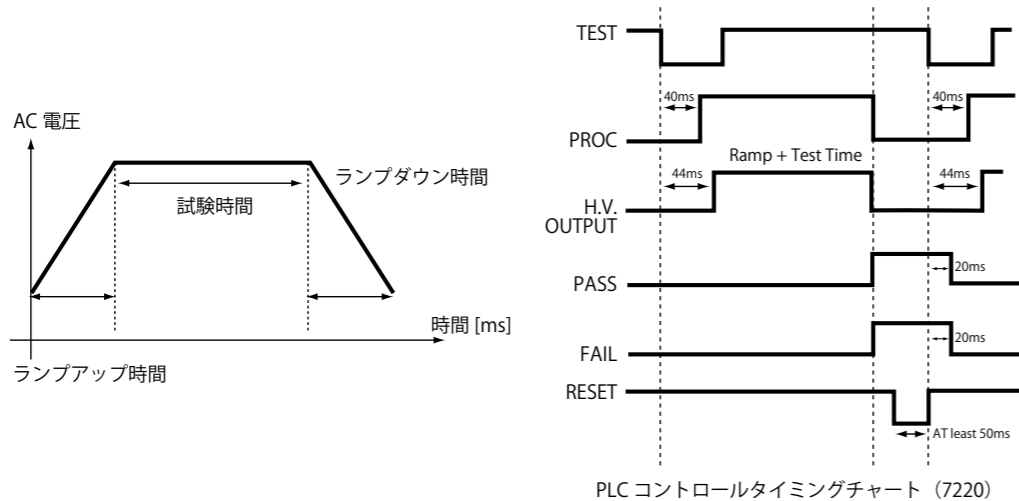 AC 電圧
ランプダウン時間
試験時間
時間 [ms]
ランプアップ時間
TEST
40ms
40ms
PROC
Ramp + Test Time
44ms
44ms
H.V.
OUTPUT
20ms
PASS
20ms
FAIL
RESET
AT least 50ms
PLC コントロールタイミングチャート（7220）